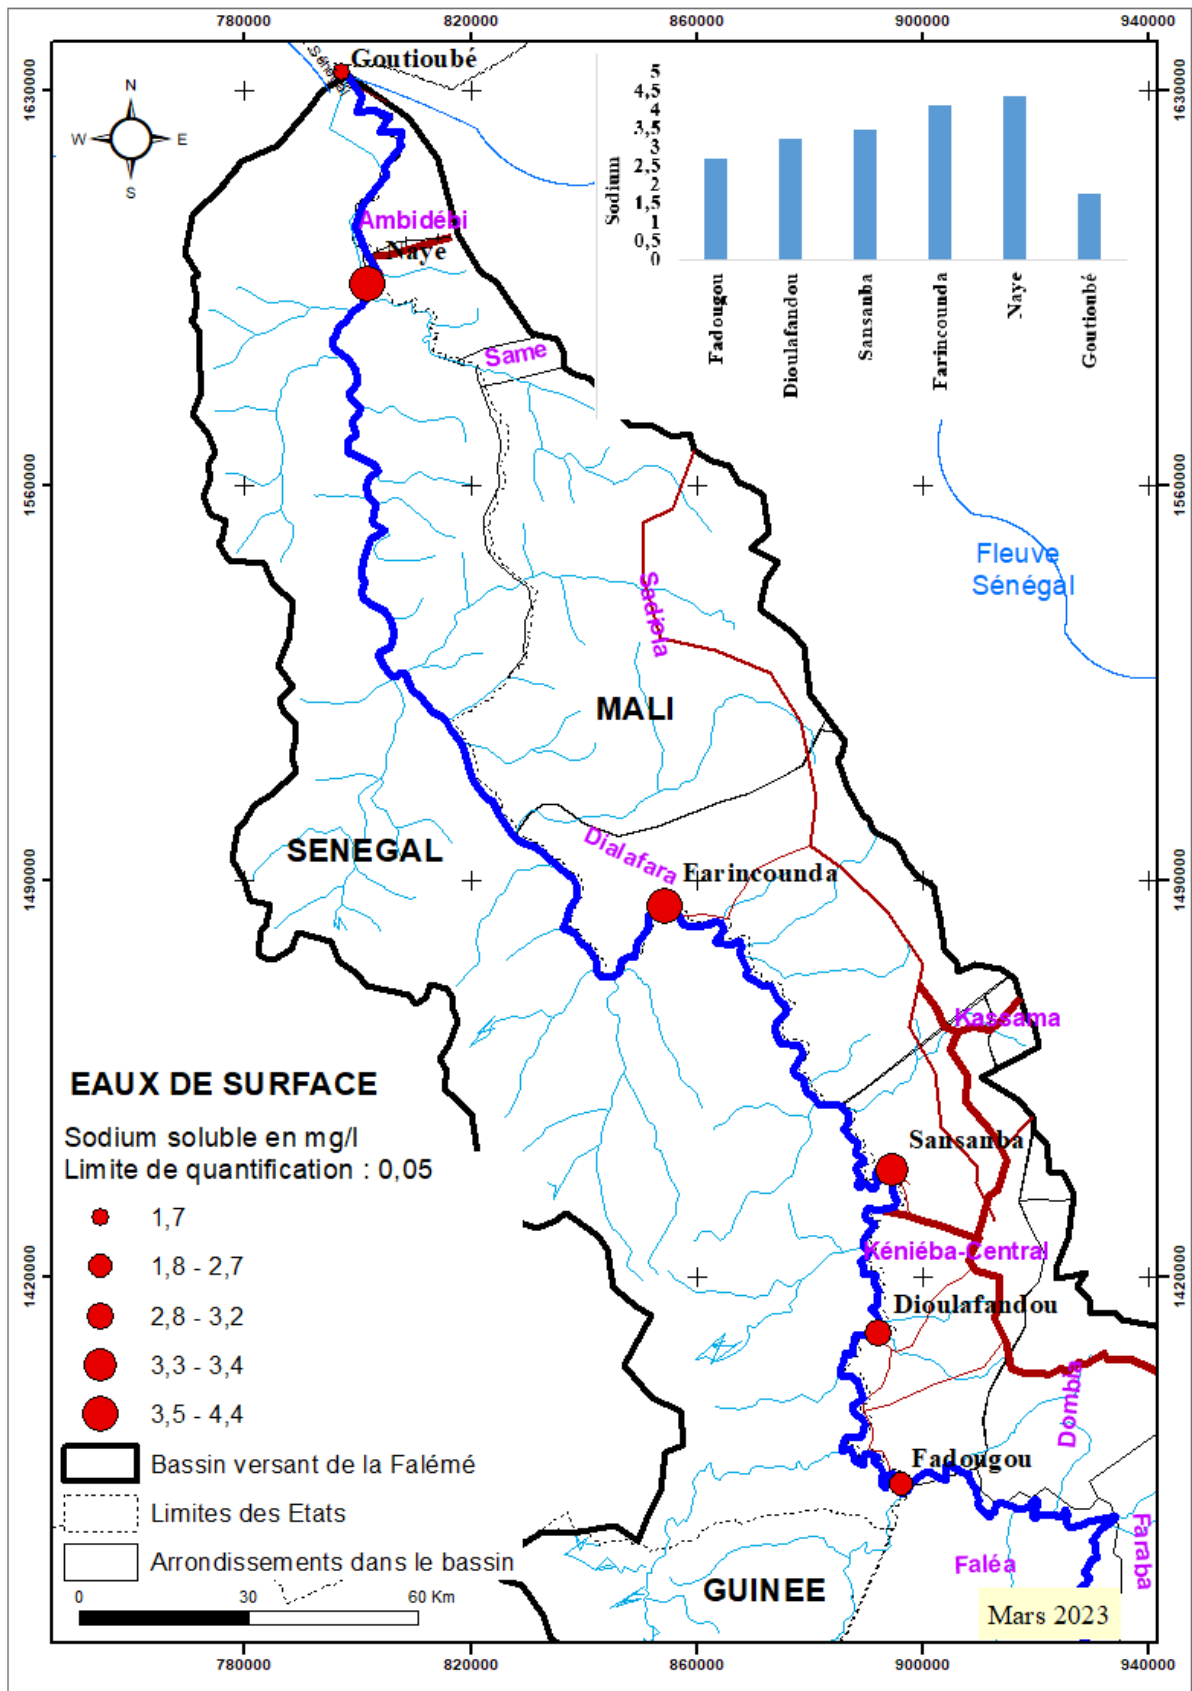 780000
820000
860000
900000
940000
1630000
1630000
Sénégal
Goutioubé
N
W
E
S
Ambidébi
Naye
Same
5
4,5
4
3,5
3
2,5
2
1,5
1
0,5
0
Sodium
Fadougou
Dioulafandou
Sansanba
Farincounda
Naye
Goutioubé
1560000
1560000
Fleuve
Sénégal
Sadiola
MALI
SENEGAL
Dialafara
Farincounda
1490000
1490000
Kassama
Sansanba
Kéniéba-Central
Dioulafandou
1420000
1420000
Dombia
Fadougou
Faléa
Faraba
GUINEE
Mars 2023
EAUX DE SURFACE
Sodium soluble en mg/l
Limite de quantification : 0,05
1,7
1,8 - 2,7
2,8 - 3,2
3,3 - 3,4
3,5 - 4,4
Bassin versant de la Falémé
Limites des Etats
Arrondissements dans le bassin
0
30
60 Km
780000
820000
860000
900000
940000